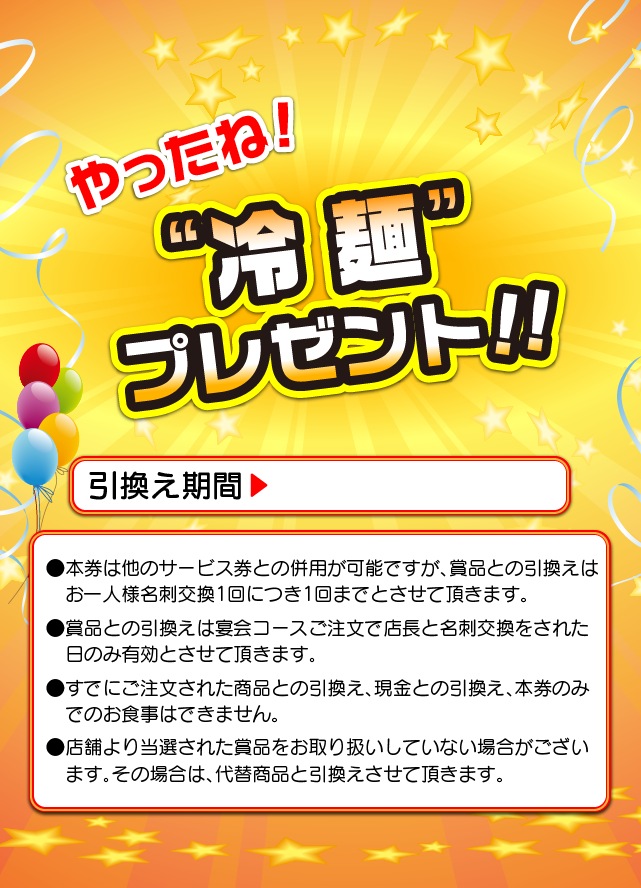 やったね！
“冷麺”
プレゼント!!
引換え期間▶
●本券は他のサービス券との併用が可能ですが、賞品との引換えは
お一人様名刺交換1回につき1回までとさせて頂きます。
●賞品との引換えは宴会コースご注文で店長と名刺交換をされた
日のみ有効とさせて頂きます。
●すでにご注文された商品との引換え、現金との引換え、本券のみ
でのお食事はできません。
●店舗より当選された賞品をお取り扱いしていない場合がござい
ます。その場合は、代替商品と引換えさせて頂きます。